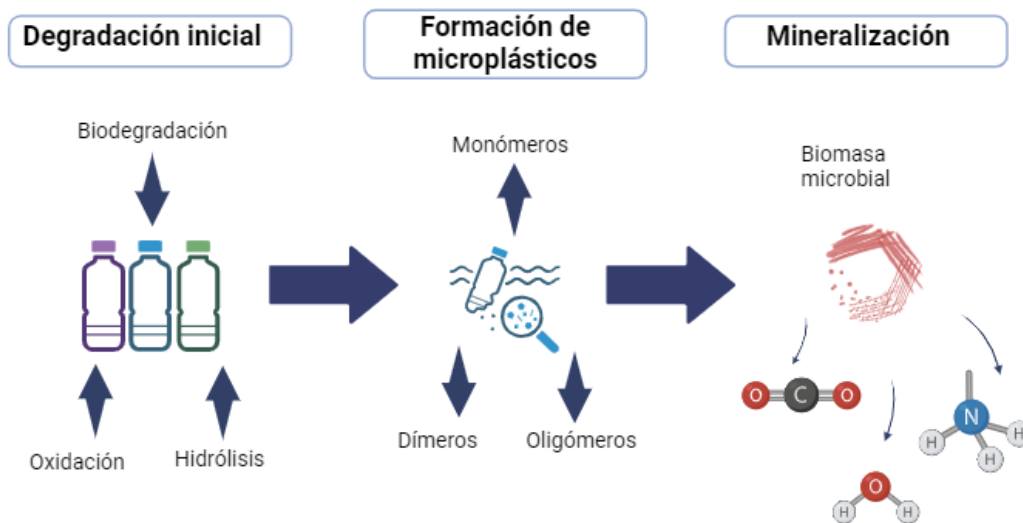 Degradación inicial
Formación de
microplásticos
Mineralización
Biodegradación
Monómeros
Biomasa
microbial
Oxidación
Hidrólisis
Dímeros
Oligómeros
O
C
O
N
H
H
H
O
H
H